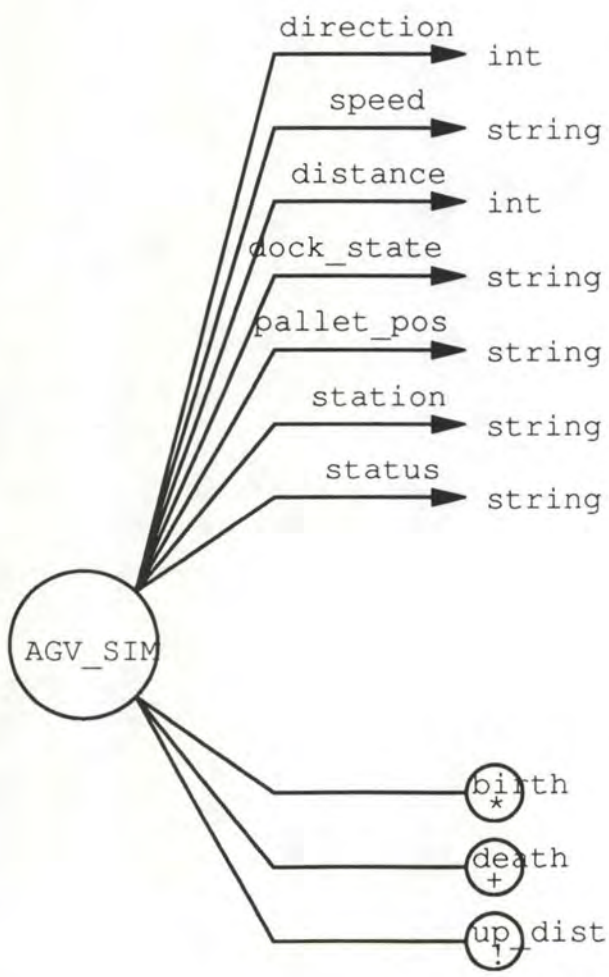 direction
int
speed
string
distance
int
dock_state
string
pallet_pos
string
station
string
status
string
AGV_SIM
birth
*
death
+
up_dist
!